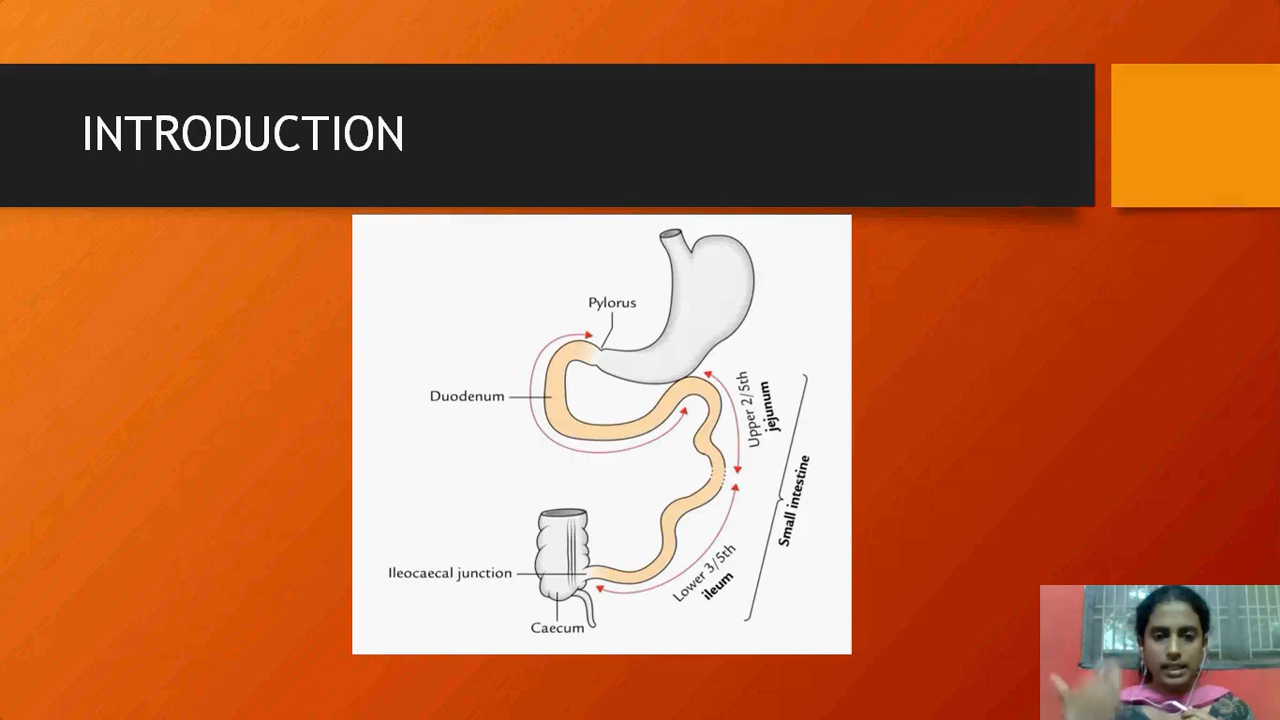 INTRODUCTION
Pylorus
Duodenum
Upper 2/5th
jejunum
Small intestine
Lower 3/5th
ileum
Ileocaecal junction
Caecum